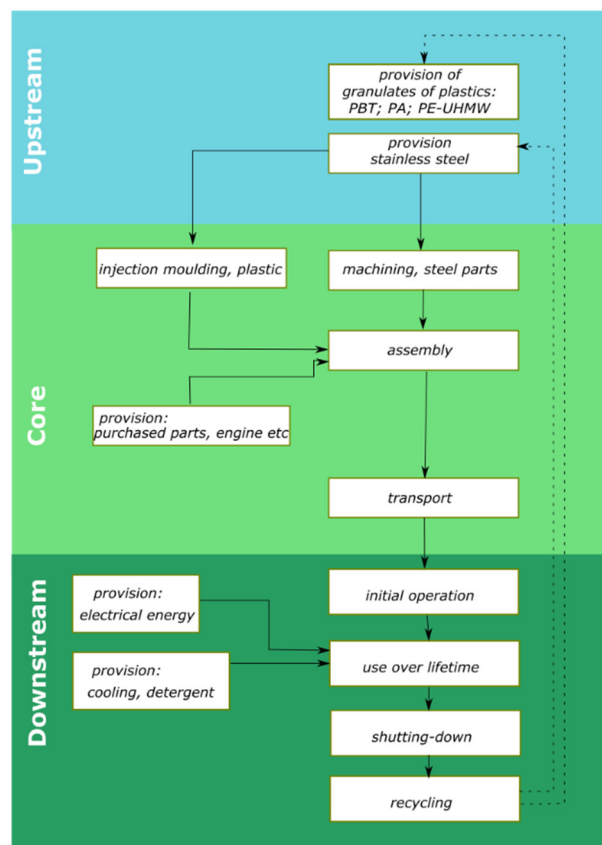 Upstream
provision of
granulates of plastics:
PBT; PA; PE-UHMW
provision
stainless steel
Core
injection moulding, plastic
machining, steel parts
assembly
provision:
purchased parts, engine etc
transport
Downstream
initial operation
provision:
electrical energy
use over lifetime
provision:
cooling, detergent
shutting-down
recycling